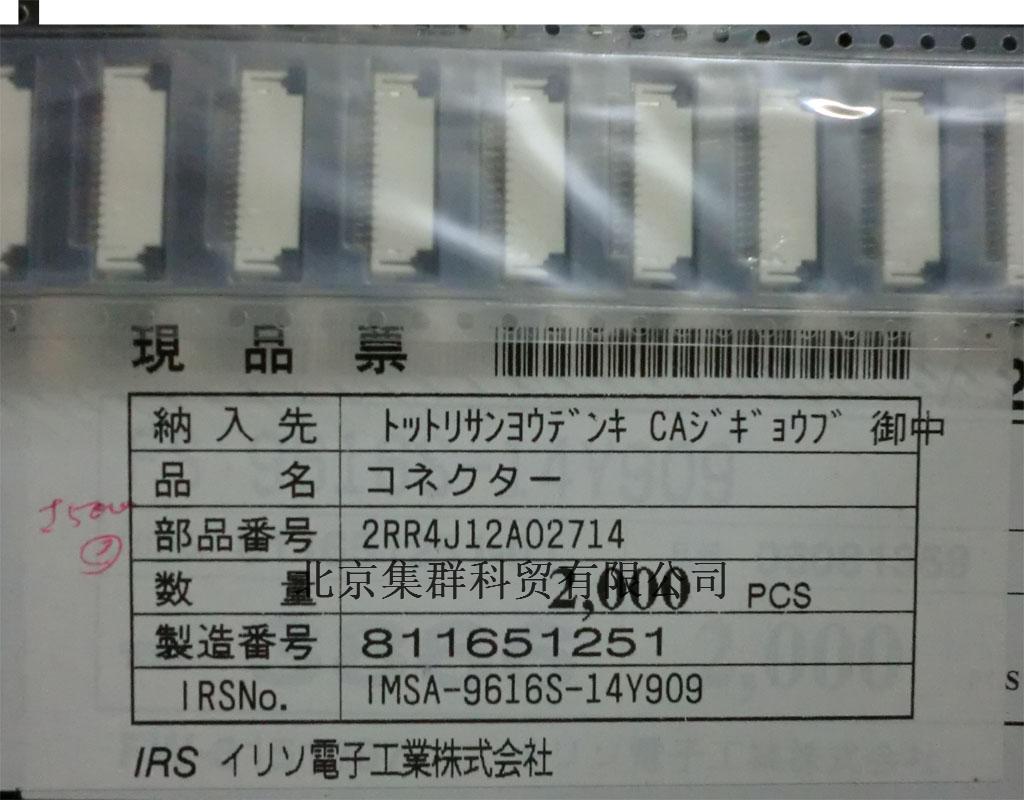 現品票
納入先 ﾄｯﾄﾘサンﾖｳﾃﾞﾝｷ CAｼﾞｷﾞｮｳﾌﾞ 御中
品名 コネクター
部品番号 2RR4J12A02714
数量 2,000 PCS
北京集群科贸有限公司
製造番号 811651251
IRSNo. IMSA-9616S-14Y909
IRS イリソ電子工業株式会社